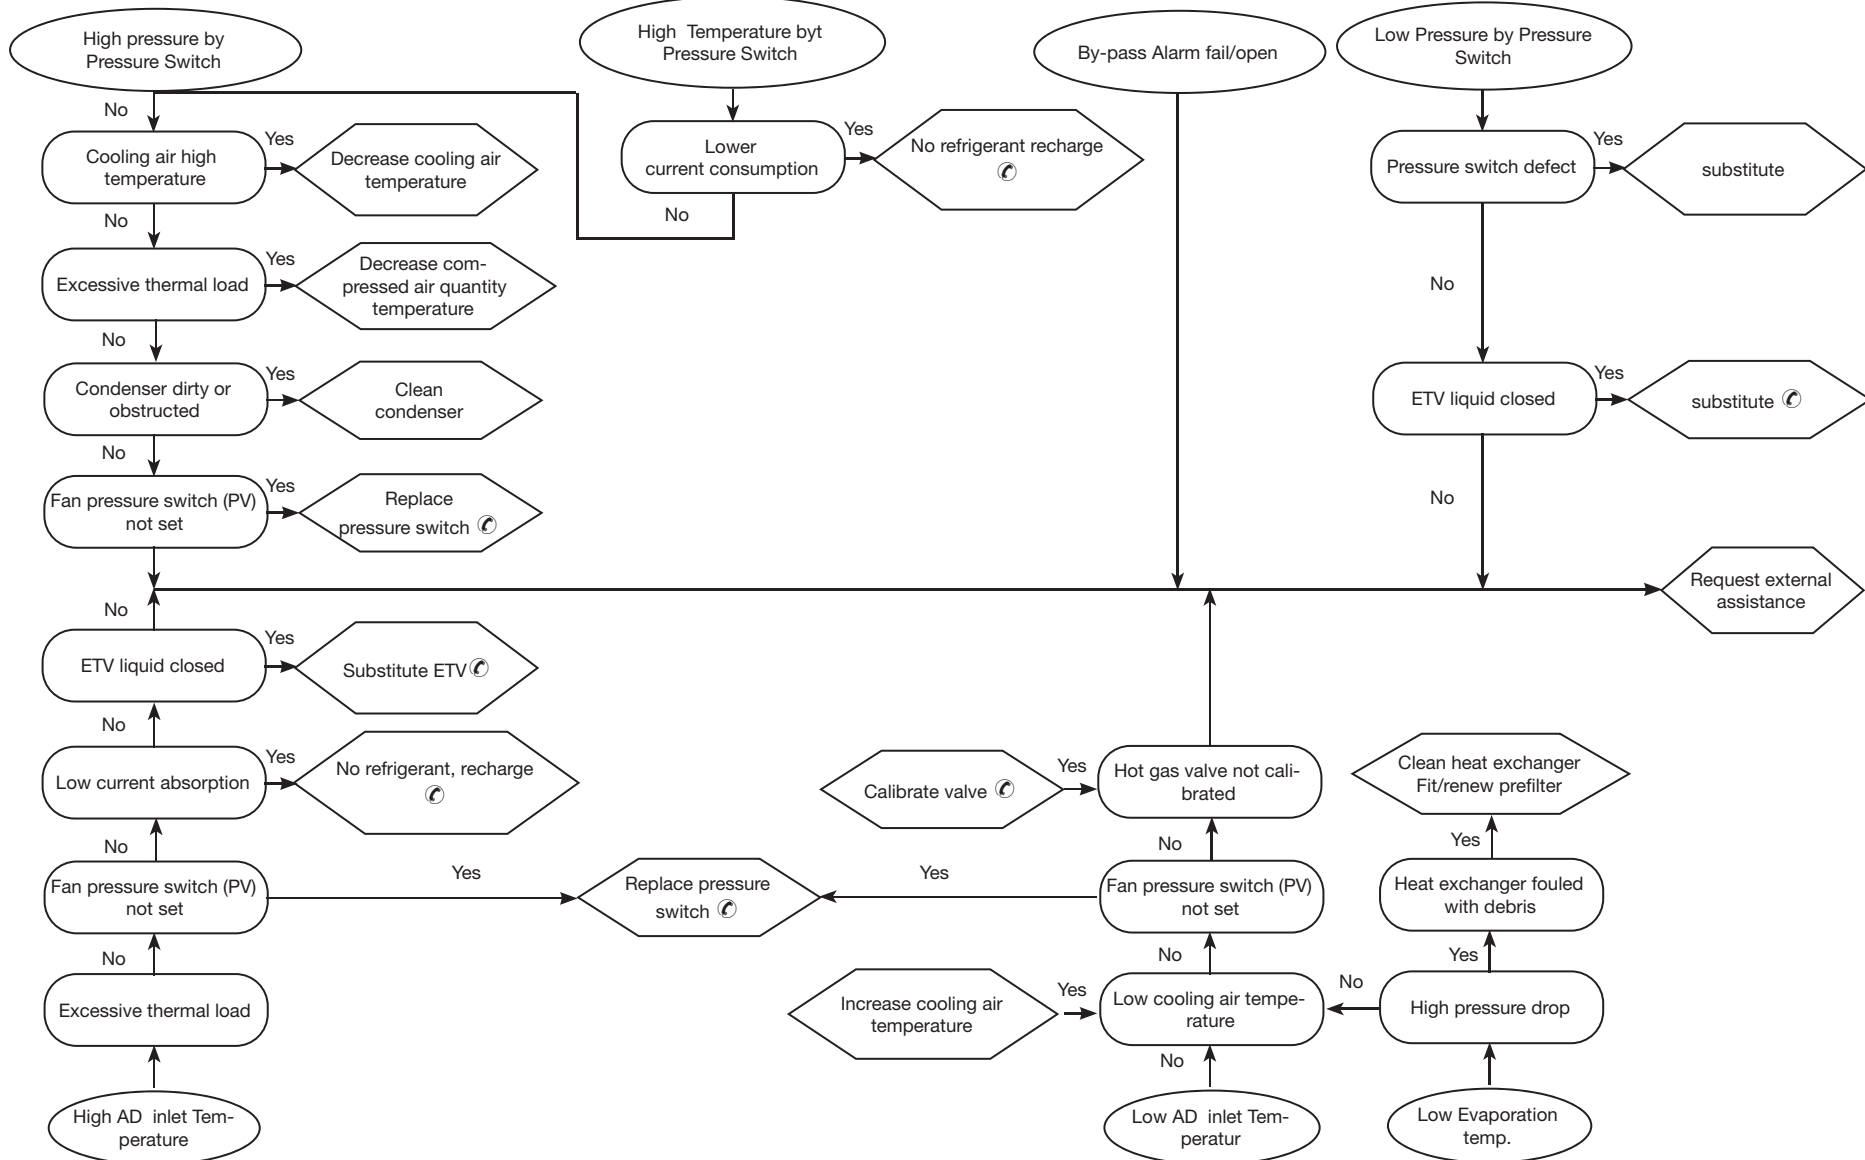 High pressure by
Pressure Switch
High  Temperature byt
Pressure Switch
By-pass Alarm fail/open
Low Pressure by Pressure
Switch
No
Cooling air high
temperature
Yes
Decrease cooling air
temperature
Lower
current consumption
Yes
No refrigerant recharge
No
Pressure switch defect
Yes
substitute
No
Excessive thermal load
Yes
Decrease com-
pressed air quantity
temperature
No
No
Condenser dirty or
obstructed
Yes
Clean
condenser
ETV liquid closed
Yes
substitute
No
No
Fan pressure switch (PV)
not set
Yes
Replace
pressure switch
Request external
assistance
No
ETV liquid closed
Yes
Substitute ETV
No
Low current absorption
Yes
No refrigerant, recharge
Calibrate valve
Yes
Hot gas valve not cali-
brated
Clean heat exchanger
Fit/renew prefilter
No
No
Yes
Fan pressure switch (PV)
not set
Yes
Replace pressure
switch
Yes
Fan pressure switch (PV)
not set
Heat exchanger fouled
with debris
No
No
Yes
Excessive thermal load
Increase cooling air
temperature
Yes
Low cooling air tempe-
rature
No
High pressure drop
No
High AD  inlet Tem-
perature
Low AD  inlet Tem-
peratur
Low Evaporation
temp.